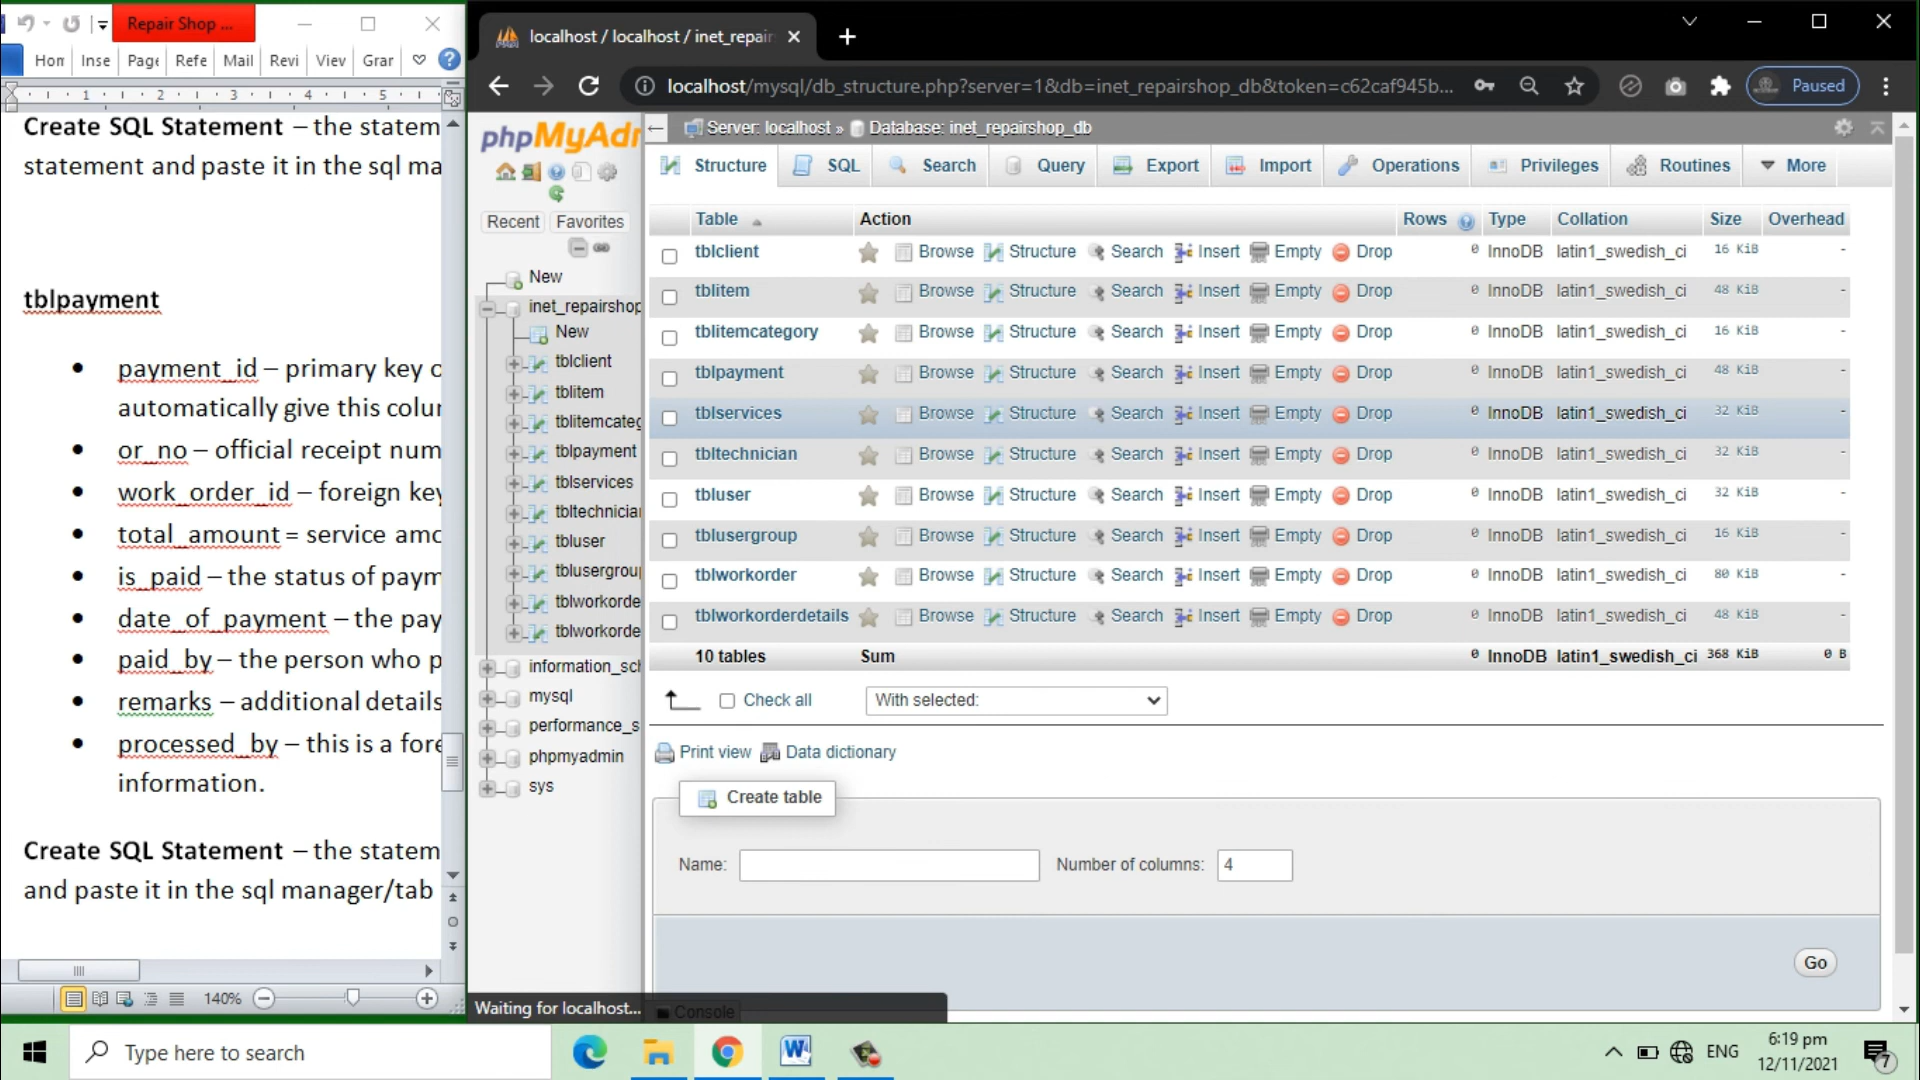 Repair Shop ...
Hon Inse Page Refe Mail Revi View Gran
1 2 3 4 5
Create SQL Statement – the statem
statement and paste it in the sql ma
tblpayment
payment_id – primary key o
automatically give this colur
or_no – official receipt num
work_order_id – foreign key
total_amount = service amo
is_paid – the status of paym
date_of_payment – the pay
paid_by – the person who p
remarks – additional details
processed_by – this is a fore
information.
Create SQL Statement – the statem
and paste it in the sql manager/tab
140%
localhost / localhost / inet_repair
localhost/mysql/db_structure.php?server=1&db=inet_repairshop_db&token=c62caf945b...
Paused
phpMyAdr
Recent Favorites
New
inet_repairshop
New
tblclient
tblitem
tblitemcateg
tblpayment
tblservices
tbltechnician
tbluser
tblusergroup
tblworkorde
tblworkorde
information_sch
mysql
performance_s
phpmyadmin
sys
Server: localhost » Database: inet_repairshop_db
Structure SQL Search Query Export Import Operations Privileges Routines More
Table Action Rows Type Collation Size Overhead
tblclient Browse Structure Search Insert Empty Drop 0 InnoDB latin1_swedish_ci 16 KiB -
tblitem Browse Structure Search Insert Empty Drop 0 InnoDB latin1_swedish_ci 48 KiB -
tblitemcategory Browse Structure Search Insert Empty Drop 0 InnoDB latin1_swedish_ci 16 KiB -
tblpayment Browse Structure Search Insert Empty Drop 0 InnoDB latin1_swedish_ci 48 KiB -
tblservices Browse Structure Search Insert Empty Drop 0 InnoDB latin1_swedish_ci 32 KiB -
tbltechnician Browse Structure Search Insert Empty Drop 0 InnoDB latin1_swedish_ci 32 KiB -
tbluser Browse Structure Search Insert Empty Drop 0 InnoDB latin1_swedish_ci 32 KiB -
tblusergroup Browse Structure Search Insert Empty Drop 0 InnoDB latin1_swedish_ci 16 KiB -
tblworkorder Browse Structure Search Insert Empty Drop 0 InnoDB latin1_swedish_ci 80 KiB -
tblworkorderdetails Browse Structure Search Insert Empty Drop 0 InnoDB latin1_swedish_ci 48 KiB -
10 tables Sum 0 InnoDB latin1_swedish_ci 368 KiB 0 B
Check all With selected:
Print view Data dictionary
Create table
Name: Number of columns: 4
Go
Waiting for localhost... Console
Type here to search
ENG
6:19 pm
12/11/2021
7